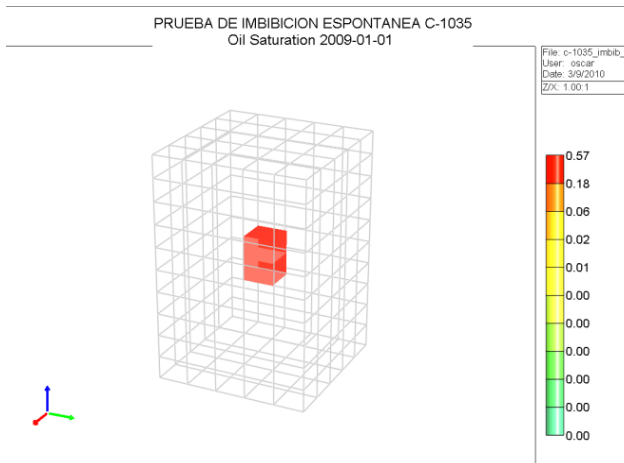 PRUEBA DE IMBIBICION ESPONTANEA C-1035
Oil Saturation 2009-01-01
File: c-1035_imbib_
User: oscar
Date: 3/9/2010
Z/X: 1.00:1
0.57
0.18
0.06
0.02
0.01
0.00
0.00
0.00
0.00
0.00
0.00